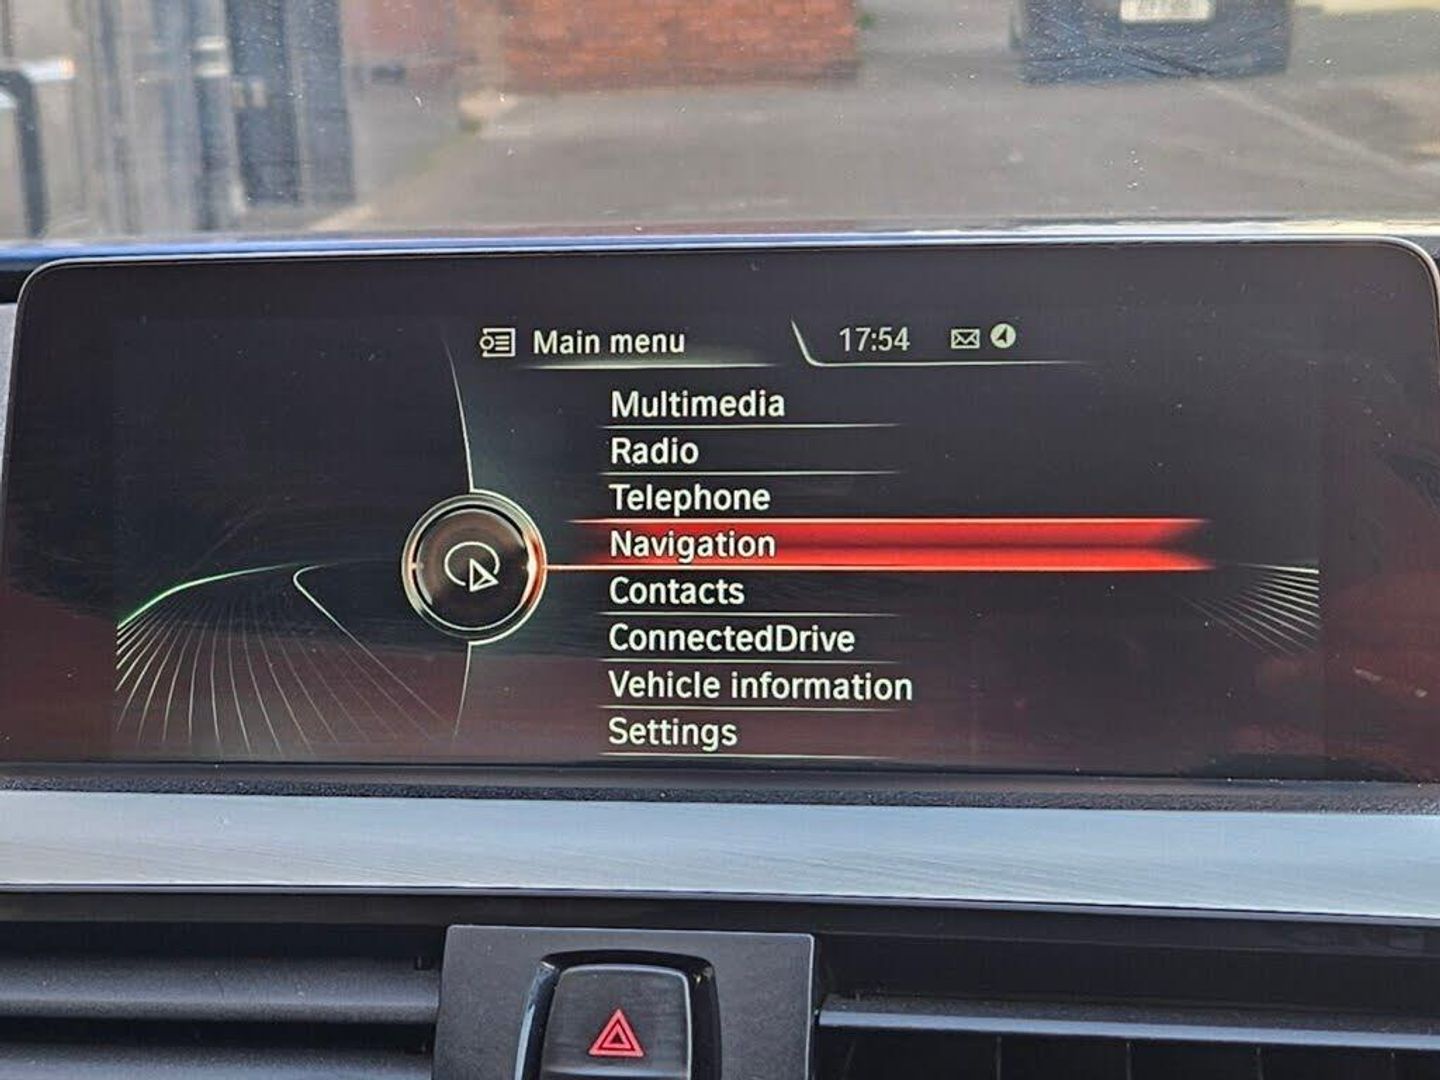 Main menu 17:54
Multimedia
Radio
Telephone
Navigation
Contacts
ConnectedDrive
Vehicle information
Settings